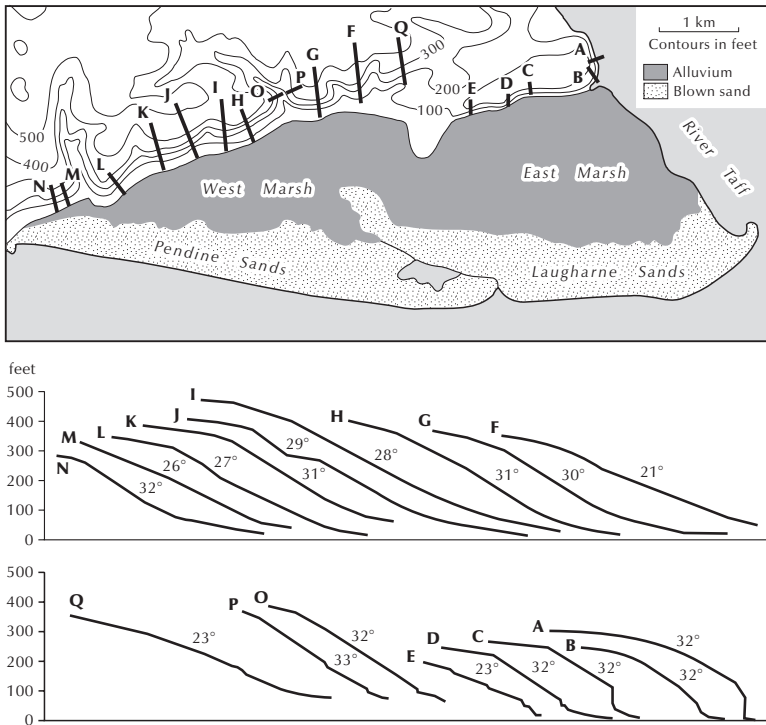 Q
F
G
P
O
I
H
J
K
L
M
N
A
B
C
D
E
300
200
100
500
400
1 km
Contours in feet
Alluvium
Blown sand
River Taff
West Marsh
East Marsh
Pendine Sands
Laugharne Sands
feet
500
400
300
200
100
0
I
J
K
L
M
N
H
G
F
32°
26°
27°
31°
29°
28°
31°
30°
21°
500
400
300
200
100
0
Q
P
O
E
D
C
A
B
23°
33°
32°
23°
32°
32°
32°
32°